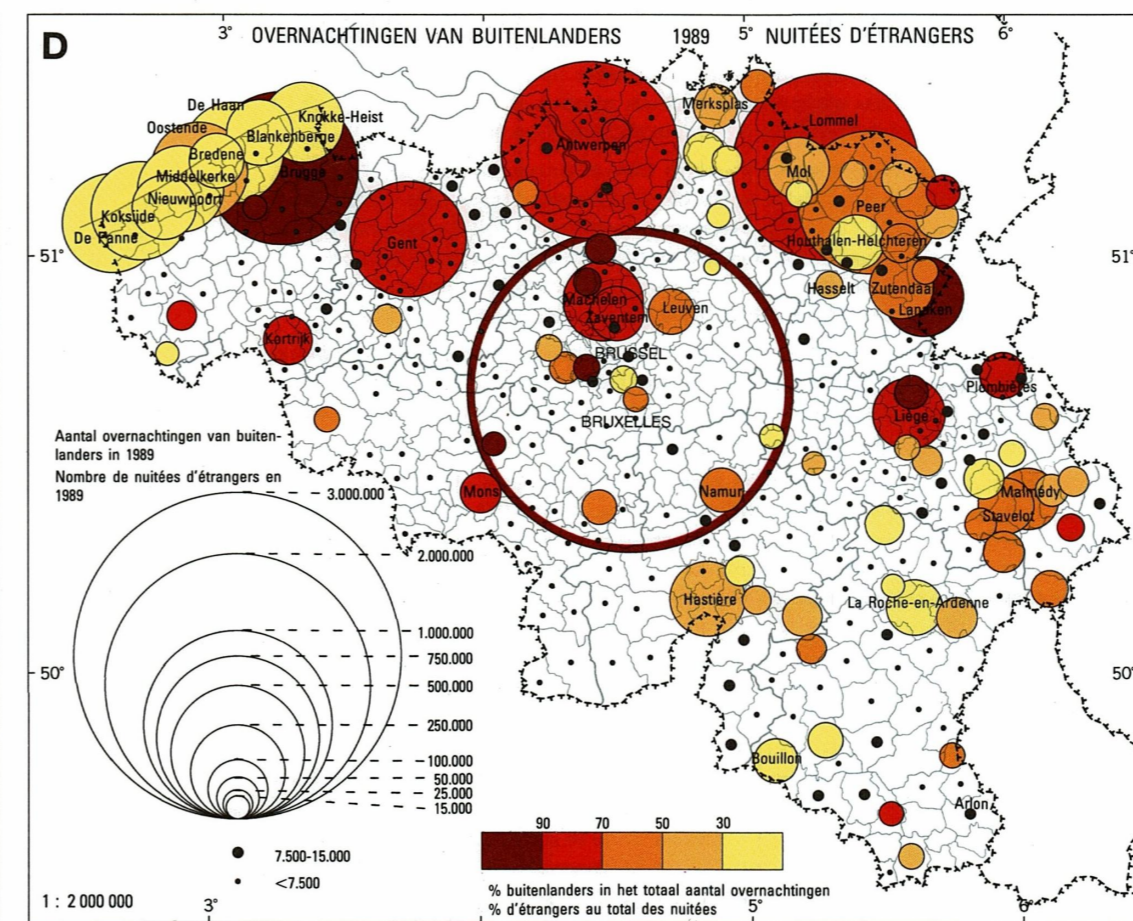 D
3° OVERNACHTINGEN VAN BUITENLANDERS 1989 5° NUITÉES D'ÉTRANGERS 6°
De Haan
Knokke-Heist
Oostende
Blankenberge
Bredene
Middelkerke
Brugge
Nieuwpoort
Koksijde
De Panne
Gent
Antwerpen
Merksplas
Lommel
Mol
Peer
Houthalen-Helchteren
51°
51°
Hasselt
Zutendaal
Lanaken
Machelen
Zaventem
Leuven
Kortrijk
BRUSSEL
BRUXELLES
Plombières
Liège
Mons
Namur
Malmédy
Stavelot
Hastière
La Roche-en-Ardenne
Bouillon
Arlon
50°
50°
Aantal overnachtingen van buiten-
landers in 1989
Nombre de nuitées d'étrangers en
1989
3.000.000
2.000.000
1.000.000
750.000
500.000
250.000
100.000
50.000
25.000
15.000
7.500-15.000
<7.500
90 70 50 30
% buitenlanders in het totaal aantal overnachtingen
% d'étrangers au total des nuitées
1 : 2 000 000
3° 5° 6°